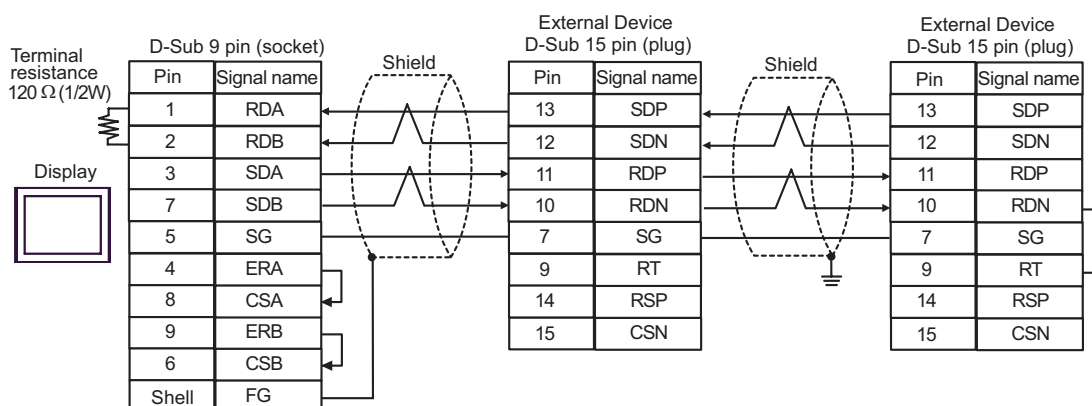 Terminal
resistance
120 Ω (1/2W)
Display
D-Sub 9 pin (socket)
Pin Signal name
1 RDA
2 RDB
3 SDA
7 SDB
5 SG
4 ERA
8 CSA
9 ERB
6 CSB
Shell FG
Shield
External Device
D-Sub 15 pin (plug)
Pin Signal name
13 SDP
12 SDN
11 RDP
10 RDN
7 SG
9 RT
14 RSP
15 CSN
Shield
External Device
D-Sub 15 pin (plug)
Pin Signal name
13 SDP
12 SDN
11 RDP
10 RDN
7 SG
9 RT
14 RSP
15 CSN